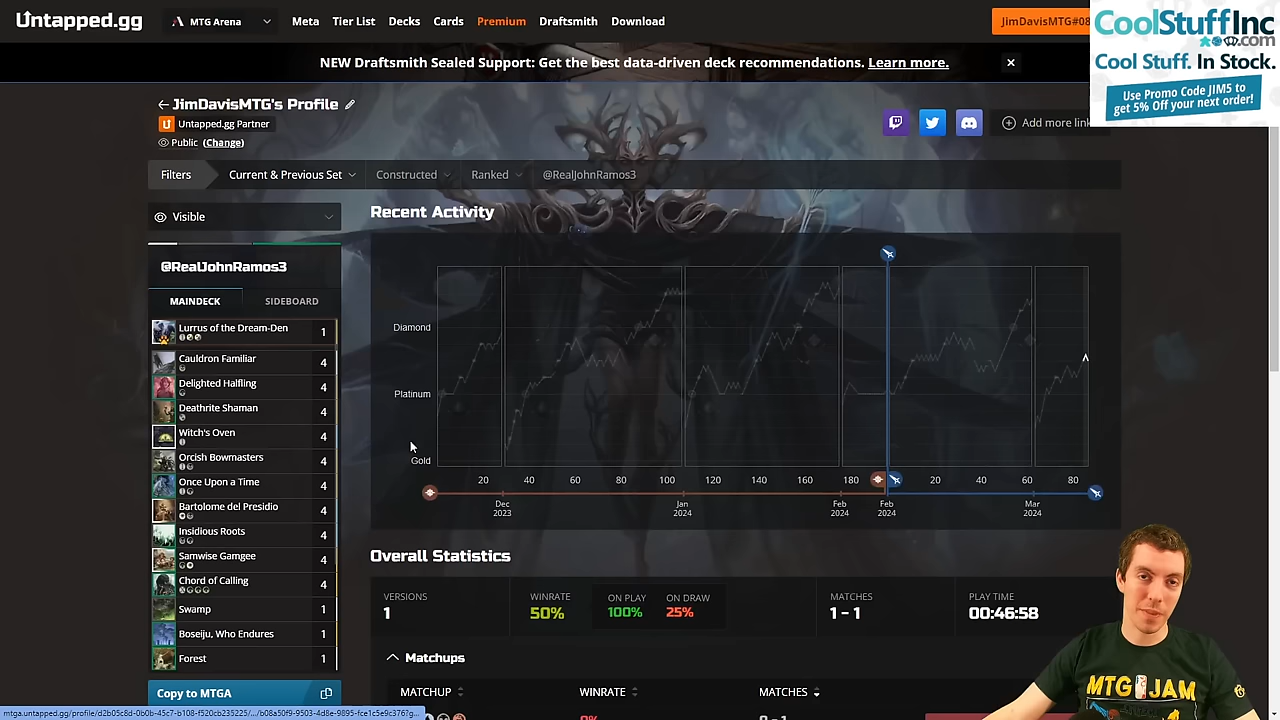 Untapped.gg
MTG Arena
Meta
Tier List
Decks
Cards
Premium
Draftsmith
Download
JimDavisMTG#08
CoolStuffInc
.com
Cool Stuff. In Stock.
Use Promo Code JIM5 to
get 5% Off your next order!
NEW Draftsmith Sealed Support: Get the best data-driven deck recommendations. Learn more.
JimDavisMTG's Profile
Untapped.gg Partner
Public (Change)
Add more link
Filters
Current & Previous Set
Constructed
Ranked
@RealJohnRamos3
Visible
Recent Activity
@RealJohnRamos3
MAINDECK
SIDEBOARD
Lurrus of the Dream-Den 1
Cauldron Familiar 4
Delighted Halfling 4
Deathrite Shaman 4
Witch's Oven 4
Orcish Bowmasters 4
Once Upon a Time 4
Bartolome del Presidio 4
Insidious Roots 4
Samwise Gamgee 4
Chord of Calling 4
Swamp 1
Boseiju, Who Endures 1
Forest 1
Copy to MTGA
Diamond
Platinum
Gold
20 40 60 80 100 120 140 160 180 20 40 60 80
Dec
2023
Jan
2024
Feb
2024
Feb
2024
Mar
2024
Overall Statistics
VERSIONS
1
WINRATE
50%
ON PLAY
100%
ON DRAW
25%
MATCHES
1 - 1
PLAY TIME
00:46:58
Matchups
MATCHUP
WINRATE
MATCHES
MTG JAM